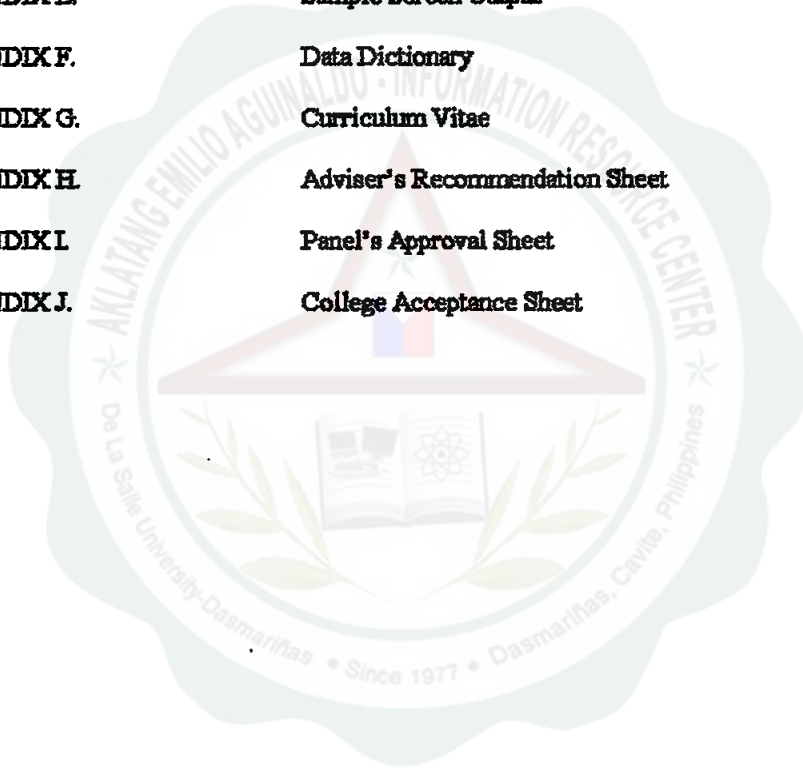 DIX F. Data Dictionary
DIX G. Curriculum Vitae
DIX H. Adviser's Recommendation Sheet
DIX I Panel's Approval Sheet
DIX J. College Acceptance Sheet
AKLATANG EMILIO AGUINALDO - INFORMATION RESOURCE CENTER
De La Salle University-Dasmariñas • Since 1977 • Dasmariñas, Cavite, Philippines